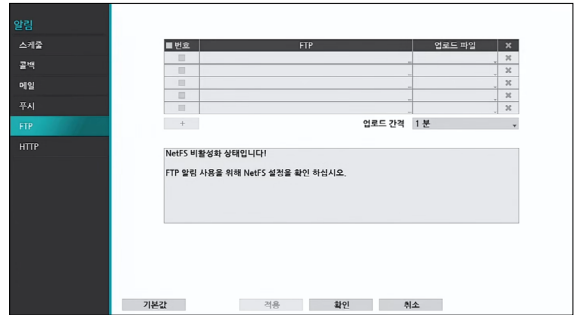 알림
스케줄
콜백
메일
푸시
FTP
HTTP
번호 FTP 업로드 파일
+ 업로드 간격 1 분
NetFS 비활성화 상태입니다!
FTP 알림 사용을 위해 NetFS 설정을 확인 하십시오.
기본값 적용 확인 취소